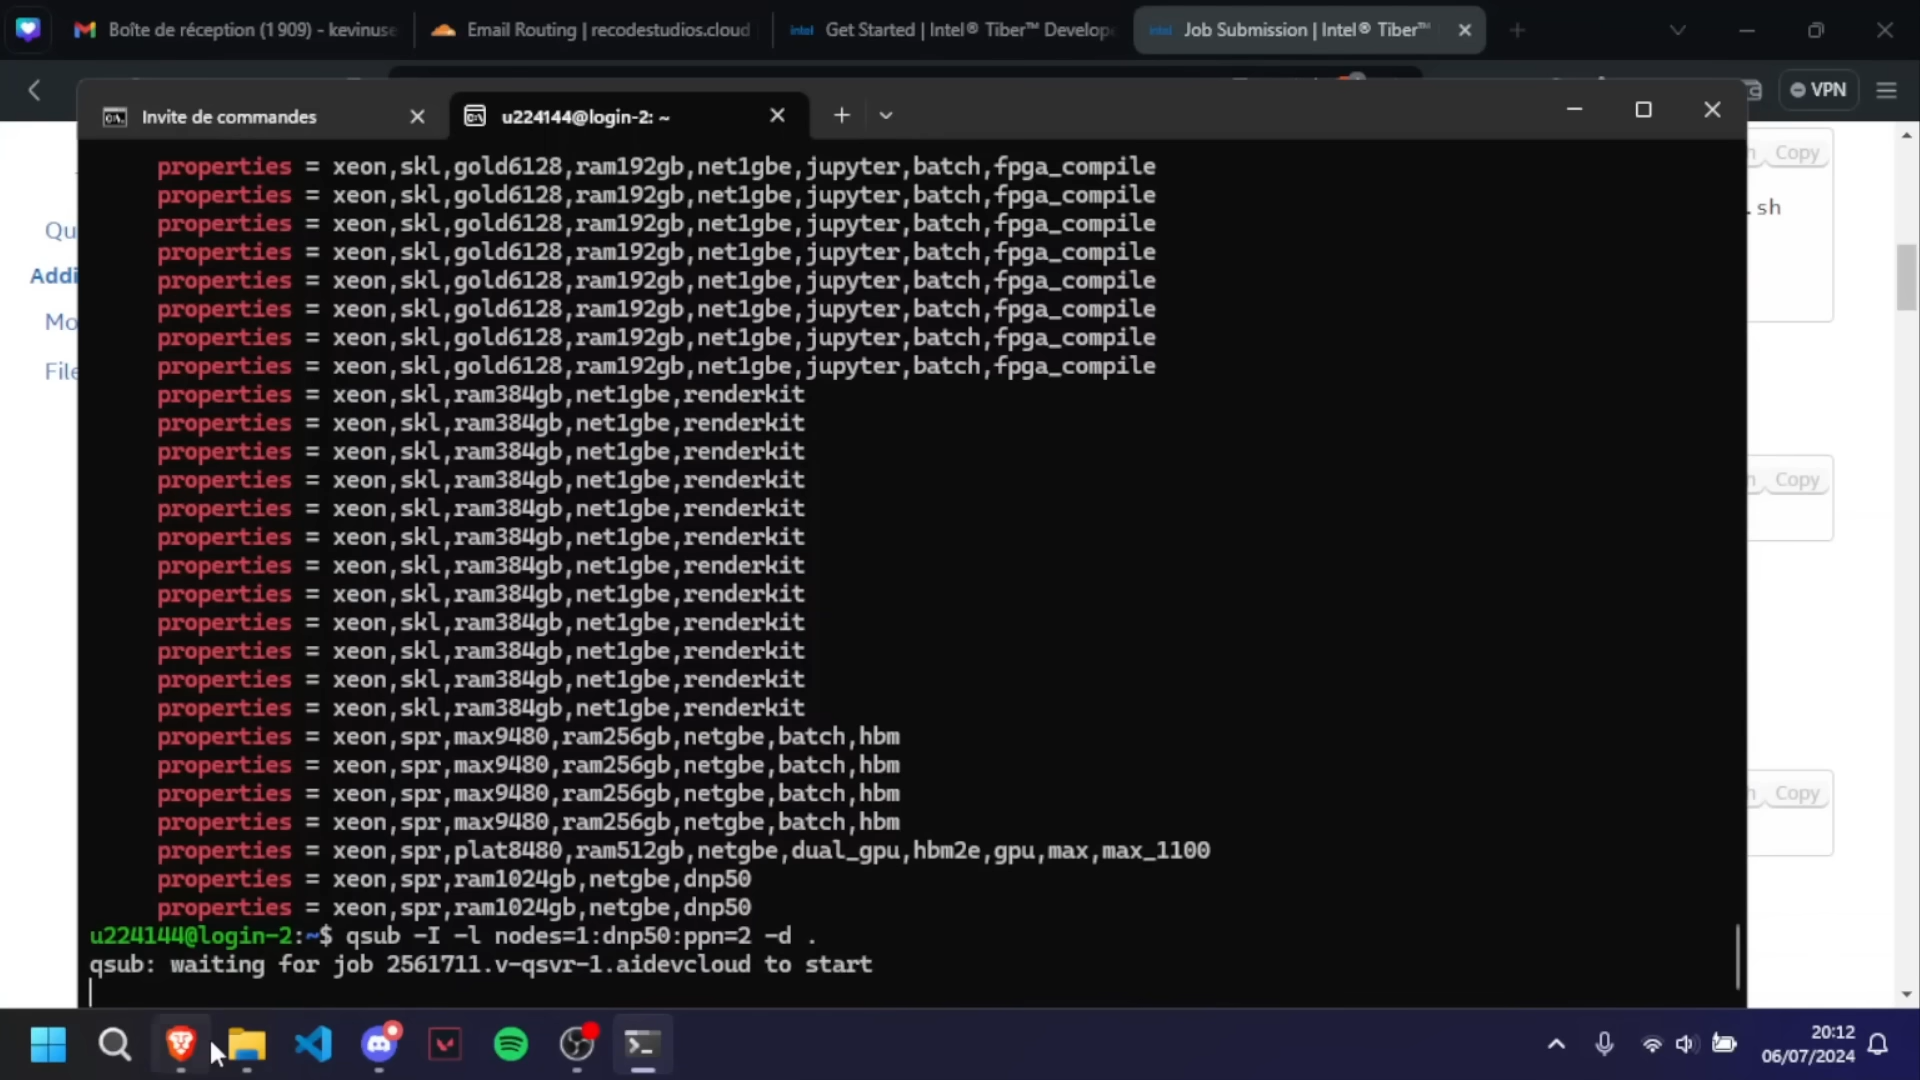 Boîte de réception (1 909) - kevinuse
Email Routing | recodestudios.cloud
intel Get Started | Intel® Tiber™ Develop
intel Job Submission | Intel® Tiber™
VPN
Invite de commandes
u224144@login-2: ~
properties = xeon,skl,gold6128,ram192gb,net1gbe,jupyter,batch,fpga_compile
properties = xeon,skl,gold6128,ram192gb,net1gbe,jupyter,batch,fpga_compile
properties = xeon,skl,gold6128,ram192gb,net1gbe,jupyter,batch,fpga_compile
properties = xeon,skl,gold6128,ram192gb,net1gbe,jupyter,batch,fpga_compile
properties = xeon,skl,gold6128,ram192gb,net1gbe,jupyter,batch,fpga_compile
properties = xeon,skl,gold6128,ram192gb,net1gbe,jupyter,batch,fpga_compile
properties = xeon,skl,gold6128,ram192gb,net1gbe,jupyter,batch,fpga_compile
properties = xeon,skl,gold6128,ram192gb,net1gbe,jupyter,batch,fpga_compile
properties = xeon,skl,ram384gb,net1gbe,renderkit
properties = xeon,skl,ram384gb,net1gbe,renderkit
properties = xeon,skl,ram384gb,net1gbe,renderkit
properties = xeon,skl,ram384gb,net1gbe,renderkit
properties = xeon,skl,ram384gb,net1gbe,renderkit
properties = xeon,skl,ram384gb,net1gbe,renderkit
properties = xeon,skl,ram384gb,net1gbe,renderkit
properties = xeon,skl,ram384gb,net1gbe,renderkit
properties = xeon,skl,ram384gb,net1gbe,renderkit
properties = xeon,skl,ram384gb,net1gbe,renderkit
properties = xeon,skl,ram384gb,net1gbe,renderkit
properties = xeon,skl,ram384gb,net1gbe,renderkit
properties = xeon,spr,max9480,ram256gb,netgbe,batch,hbm
properties = xeon,spr,max9480,ram256gb,netgbe,batch,hbm
properties = xeon,spr,max9480,ram256gb,netgbe,batch,hbm
properties = xeon,spr,max9480,ram256gb,netgbe,batch,hbm
properties = xeon,spr,plat8480,ram512gb,netgbe,dual_gpu,hbm2e,gpu,max,max_1100
properties = xeon,spr,ram1024gb,netgbe,dnp50
properties = xeon,spr,ram1024gb,netgbe,dnp50
u224144@login-2:~$ qsub -I -l nodes=1:dnp50:ppn=2 -d .
qsub: waiting for job 2561711.v-qsvr-1.aidevcloud to start
Qu
Addi
Mo
File
h Copy
.sh
h Copy
h Copy
20:12
06/07/2024